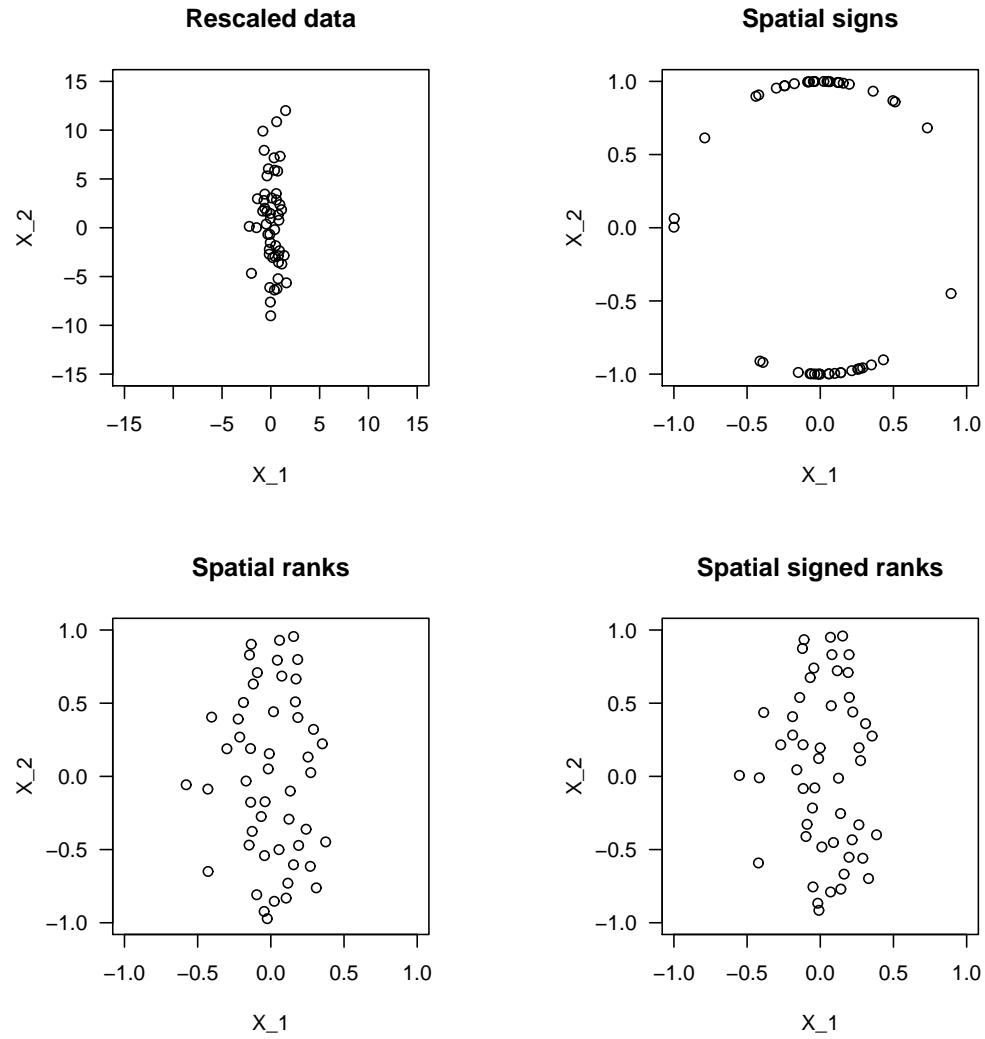 Rescaled data
15
10
5
0
−5
−10
−15
X_2
−15 −5 0 5 10 15
X_1
Spatial signs
1.0
0.5
0.0
−0.5
−1.0
X_2
−1.0 −0.5 0.0 0.5 1.0
X_1
Spatial ranks
1.0
0.5
0.0
−0.5
−1.0
X_2
−1.0 −0.5 0.0 0.5 1.0
X_1
Spatial signed ranks
1.0
0.5
0.0
−0.5
−1.0
X_2
−1.0 −0.5 0.0 0.5 1.0
X_1